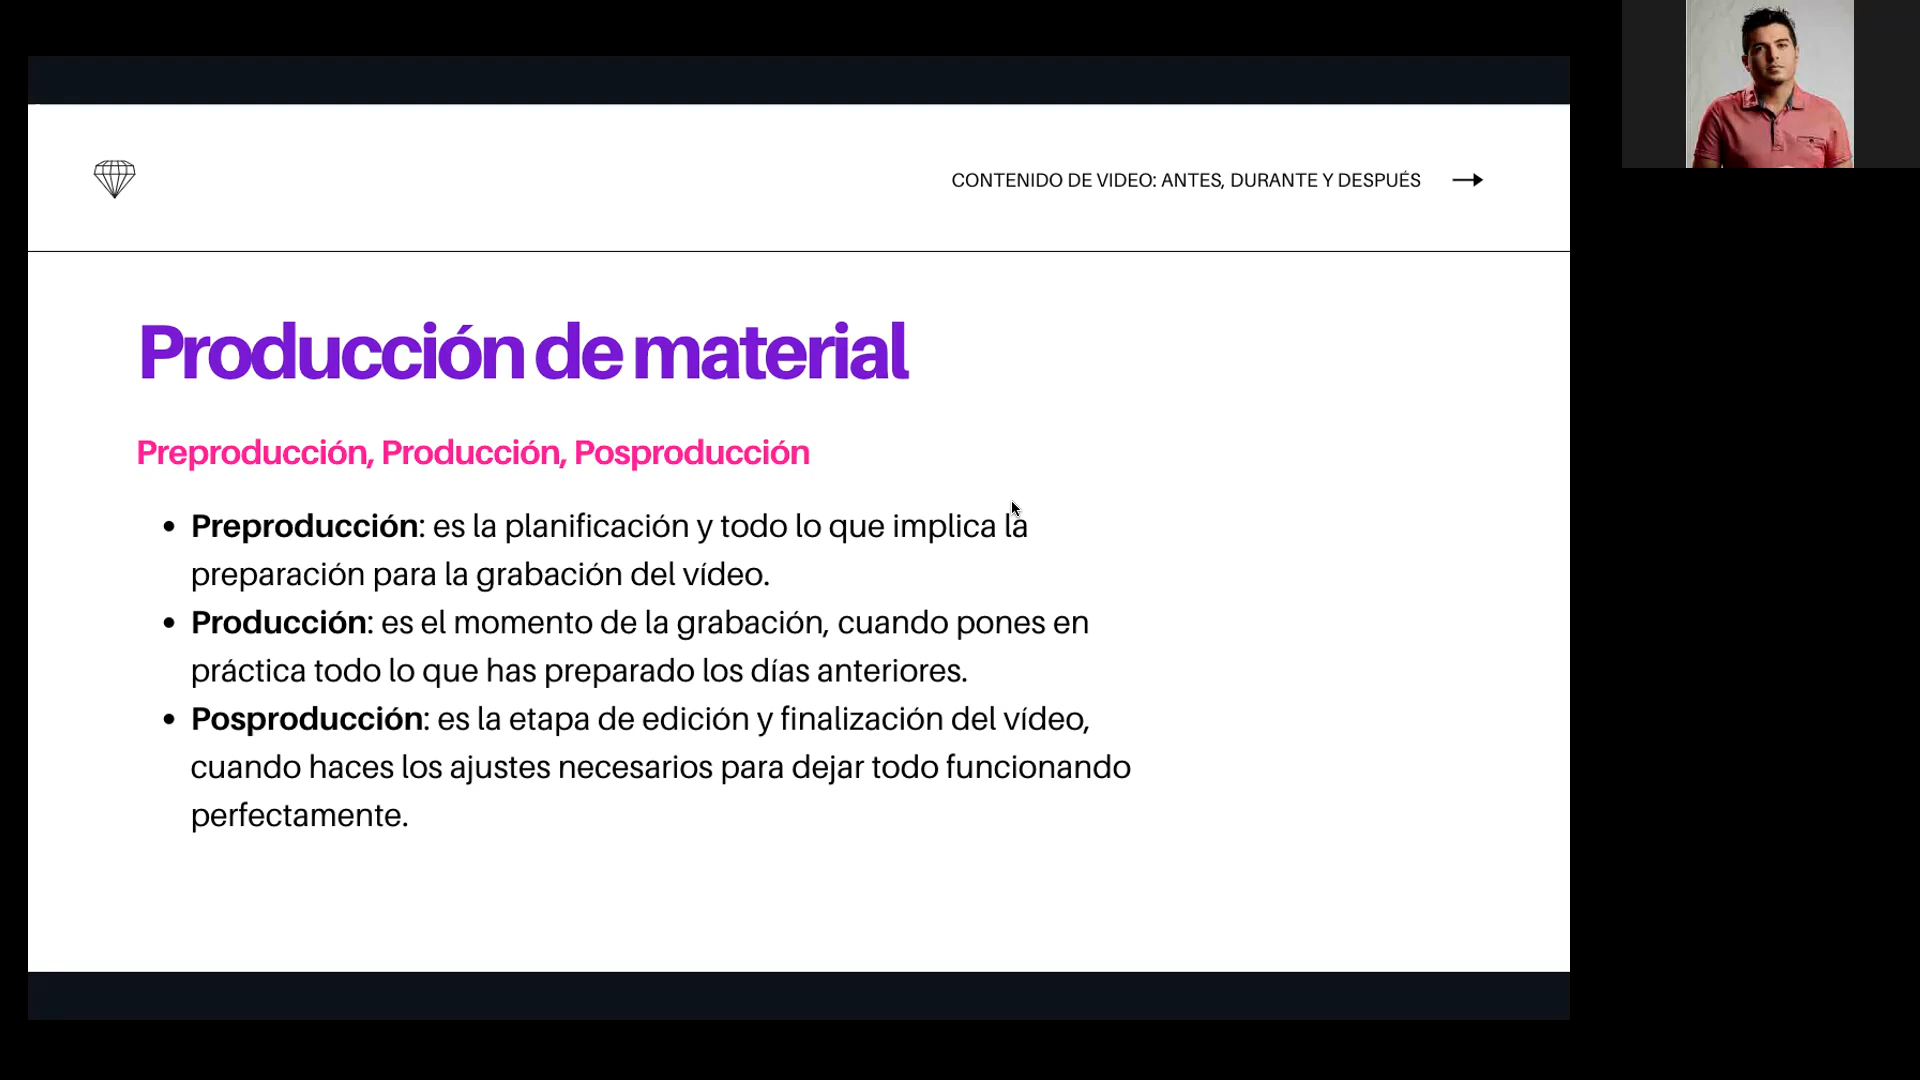 CONTENIDO DE VIDEO: ANTES, DURANTE Y DESPUÉS
Producción de material
Preproducción, Producción, Posproducción
• Preproducción: es la planificación y todo lo que implica la
preparación para la grabación del vídeo.
• Producción: es el momento de la grabación, cuando pones en
práctica todo lo que has preparado los días anteriores.
• Posproducción: es la etapa de edición y finalización del vídeo,
cuando haces los ajustes necesarios para dejar todo funcionando
perfectamente.